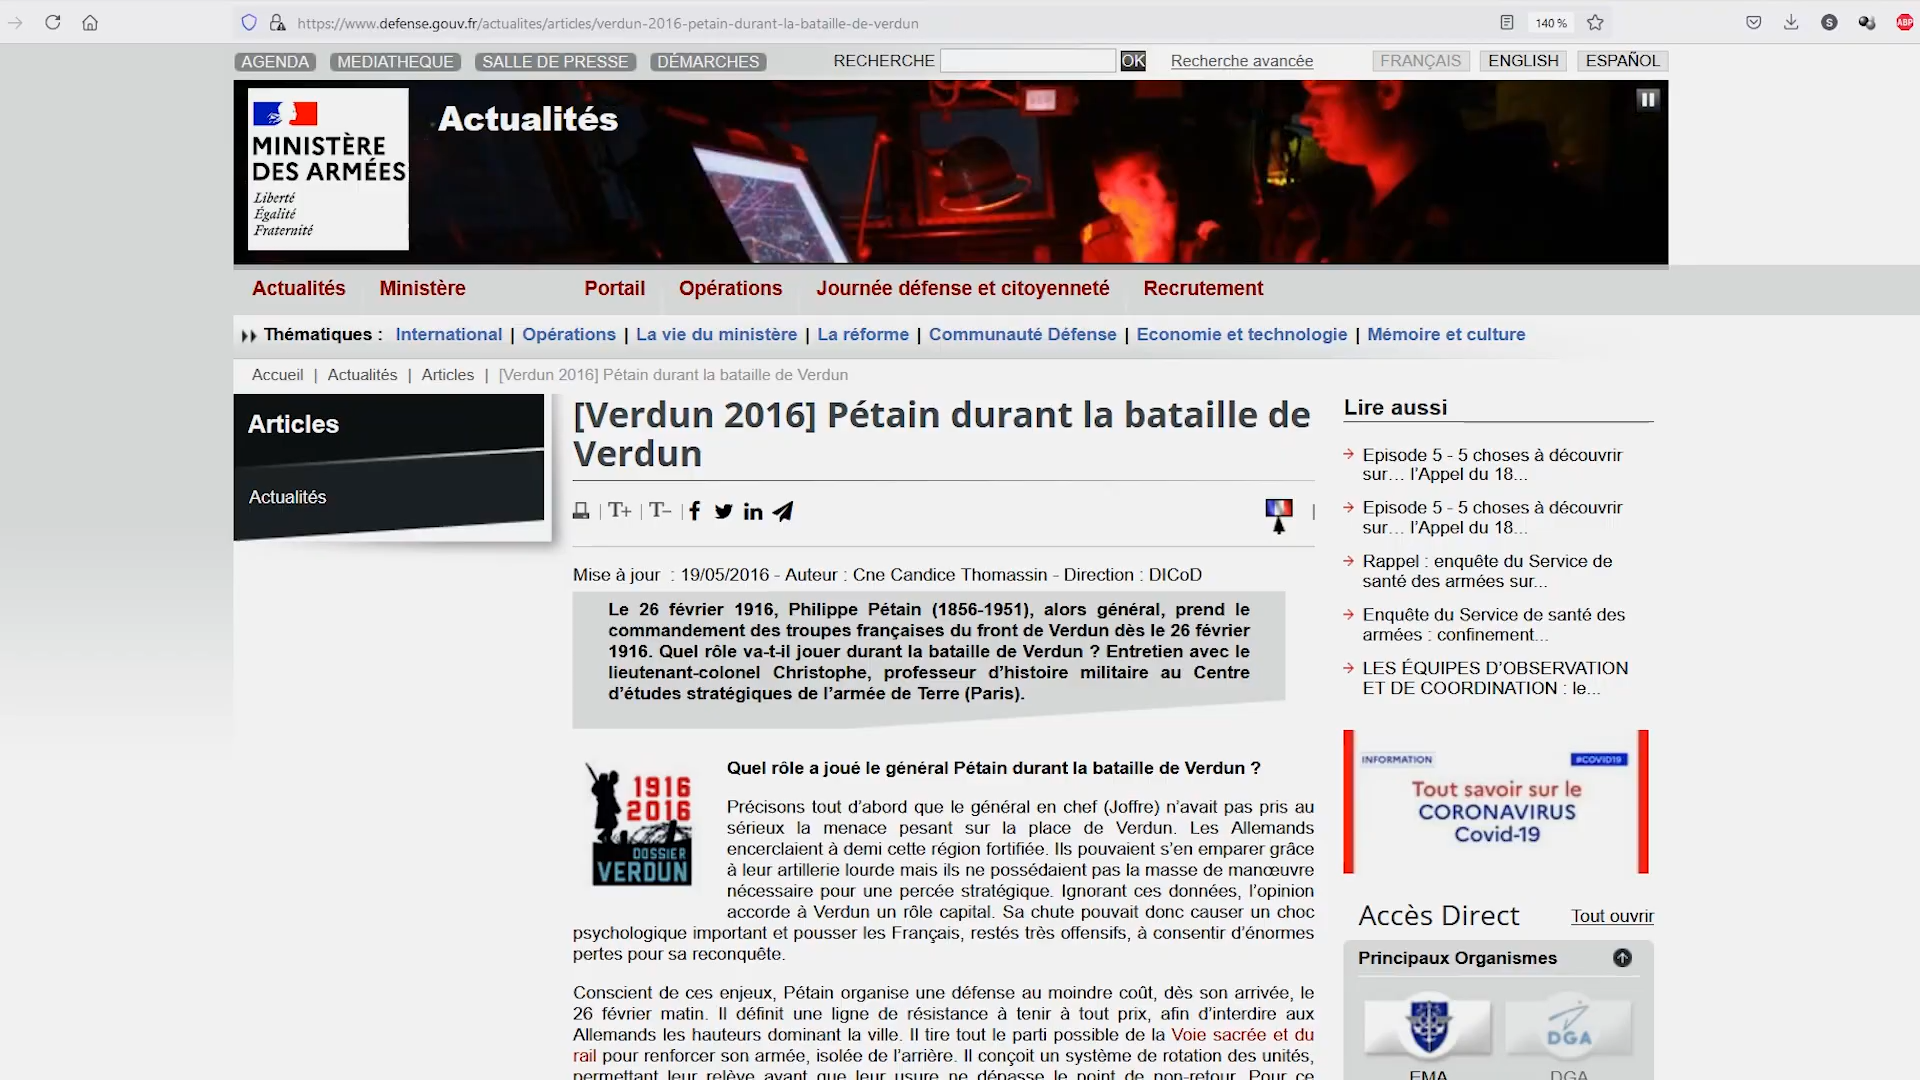 https://www.defense.gouv.fr/actualites/articles/verdun-2016-petain-durant-la-bataille-de-verdun
140 %
S
ABP
AGENDA MEDIATHEQUE SALLE DE PRESSE DÉMARCHES RECHERCHE OK Recherche avancée FRANÇAIS ENGLISH ESPAÑOL
MINISTÈRE
DES ARMÉES
Liberté
Égalité
Fraternité
Actualités
Actualités Ministère Portail Opérations Journée défense et citoyenneté Recrutement
Thématiques : International | Opérations | La vie du ministère | La réforme | Communauté Défense | Economie et technologie | Mémoire et culture
Accueil | Actualités | Articles | [Verdun 2016] Pétain durant la bataille de Verdun
Articles
Actualités
[Verdun 2016] Pétain durant la bataille de
Verdun
T+ | T− |
Mise à jour : 19/05/2016 - Auteur : Cne Candice Thomassin - Direction : DICoD
Le 26 février 1916, Philippe Pétain (1856-1951), alors général, prend le
commandement des troupes françaises du front de Verdun dès le 26 février
1916. Quel rôle va-t-il jouer durant la bataille de Verdun ? Entretien avec le
lieutenant-colonel Christophe, professeur d’histoire militaire au Centre
d’études stratégiques de l’armée de Terre (Paris).
1916
2016
DOSSIER
VERDUN
Quel rôle a joué le général Pétain durant la bataille de Verdun ?
Précisons tout d’abord que le général en chef (Joffre) n’avait pas pris au
sérieux la menace pesant sur la place de Verdun. Les Allemands
encerclaient à demi cette région fortifiée. Ils pouvaient s’en emparer grâce
à leur artillerie lourde mais ils ne possédaient pas la masse de manœuvre
nécessaire pour une percée stratégique. Ignorant ces données, l’opinion
accorde à Verdun un rôle capital. Sa chute pouvait donc causer un choc
psychologique important et pousser les Français, restés très offensifs, à consentir d’énormes
pertes pour sa reconquête.
Conscient de ces enjeux, Pétain organise une défense au moindre coût, dès son arrivée, le
26 février matin. Il définit une ligne de résistance à tenir à tout prix, afin d’interdire aux
Allemands les hauteurs dominant la ville. Il tire tout le parti possible de la Voie sacrée et du
rail pour renforcer son armée, isolée de l’arrière. Il conçoit un système de rotation des unités,
permettant leur relève avant que leur usure ne dépasse le point de non-retour. Pour ce
Lire aussi
Episode 5 - 5 choses à découvrir
sur… l’Appel du 18...
Episode 5 - 5 choses à découvrir
sur… l’Appel du 18...
Rappel : enquête du Service de
santé des armées sur...
Enquête du Service de santé des
armées : confinement...
LES ÉQUIPES D’OBSERVATION
ET DE COORDINATION : le...
INFORMATION #COVID19
Tout savoir sur le
CORONAVIRUS
Covid-19
Accès Direct Tout ouvrir
Principaux Organismes
DGA
EMA DGA